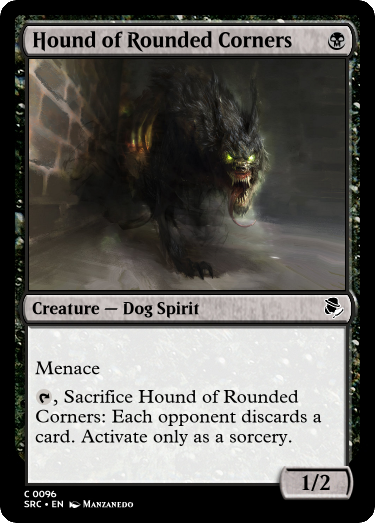 Hound of Rounded Corners
Creature — Dog Spirit
Menace
, Sacrifice Hound of Rounded
Corners: Each opponent discards a
card. Activate only as a sorcery.
1/2
C 0096
SRC • EN Manzanedo